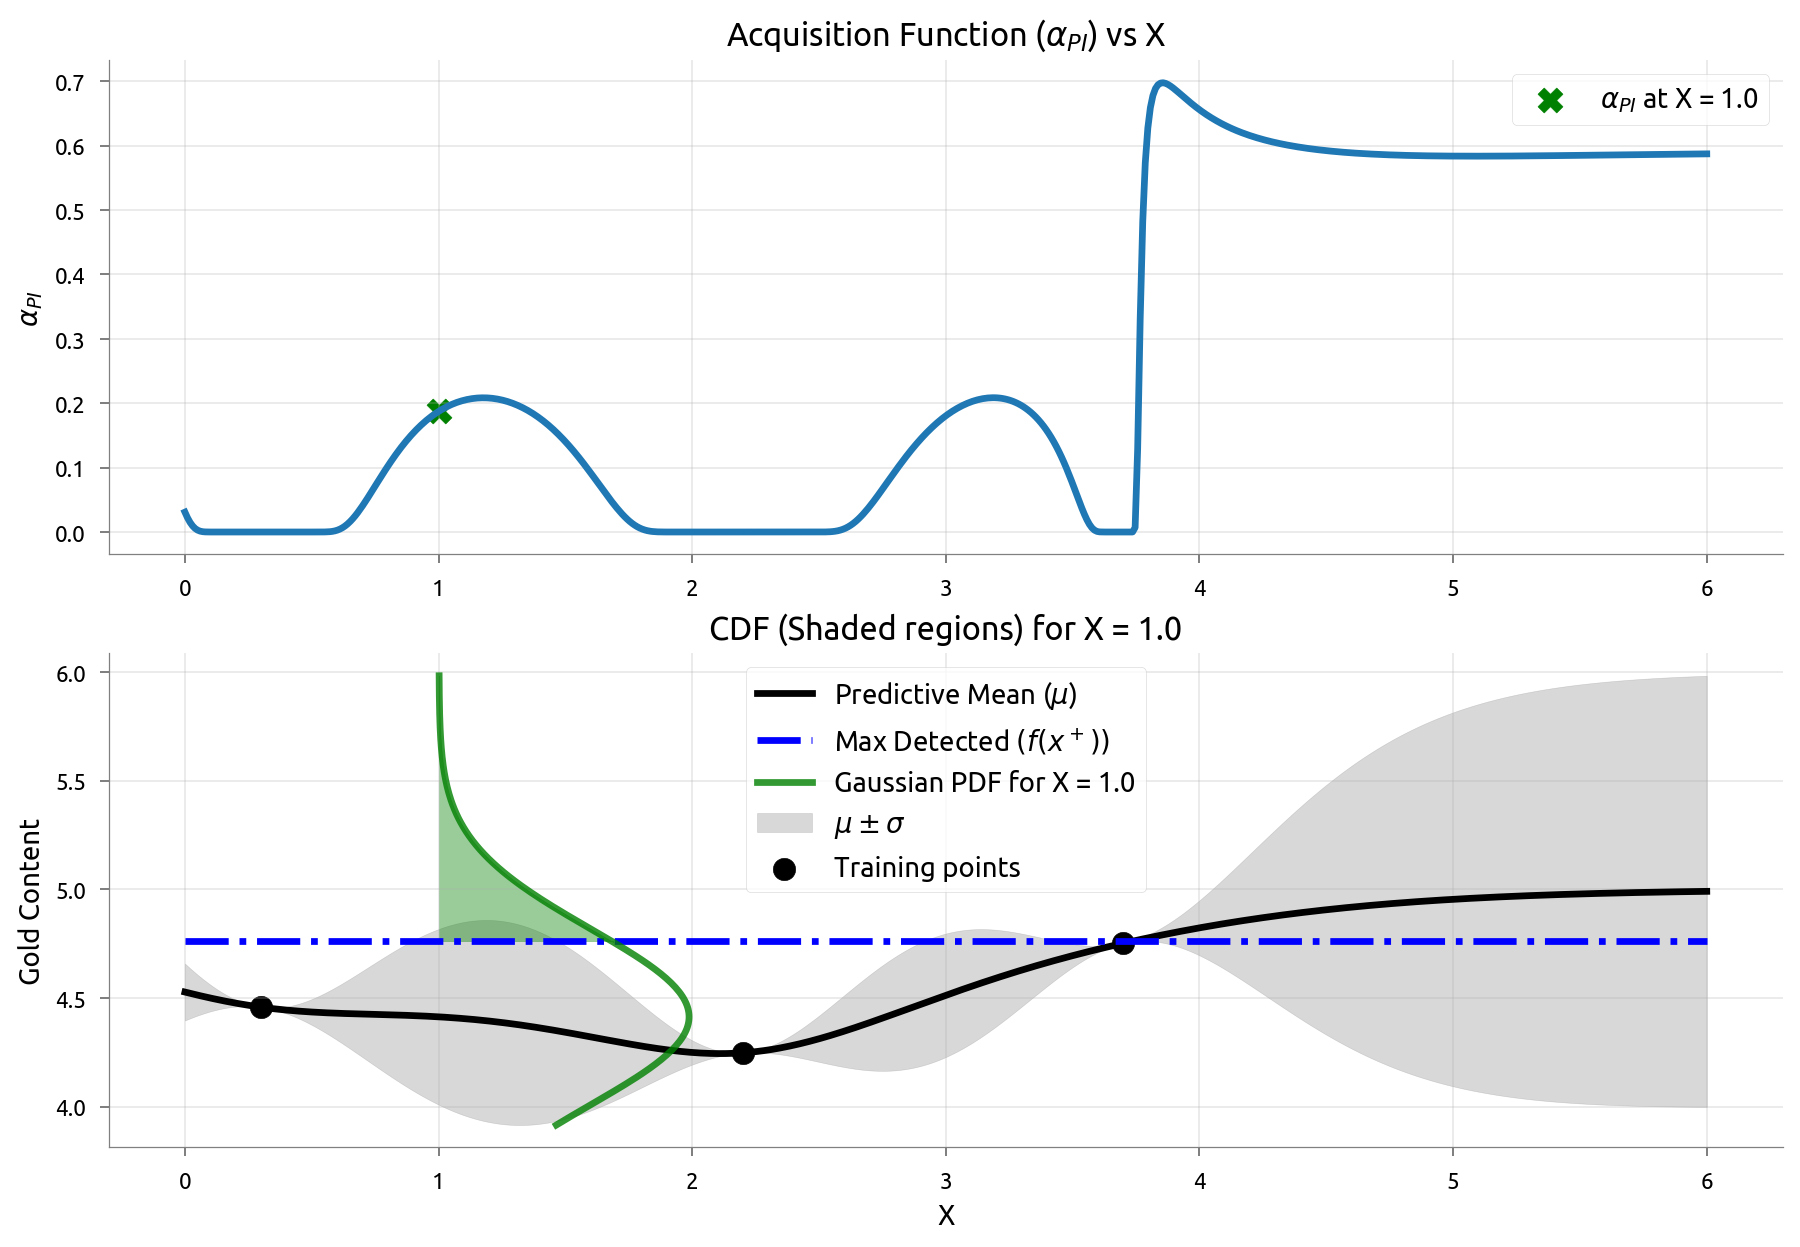 Acquisition Function (α_PI) vs X
α_PI
0.7
0.6
0.5
0.4
0.3
0.2
0.1
0.0
α_PI at X = 1.0
0 1 2 3 4 5 6
CDF (Shaded regions) for X = 1.0
Gold Content
6.0
5.5
5.0
4.5
4.0
Predictive Mean (μ)
Max Detected (f(x⁺))
Gaussian PDF for X = 1.0
μ ± σ
Training points
0 1 2 3 4 5 6
X